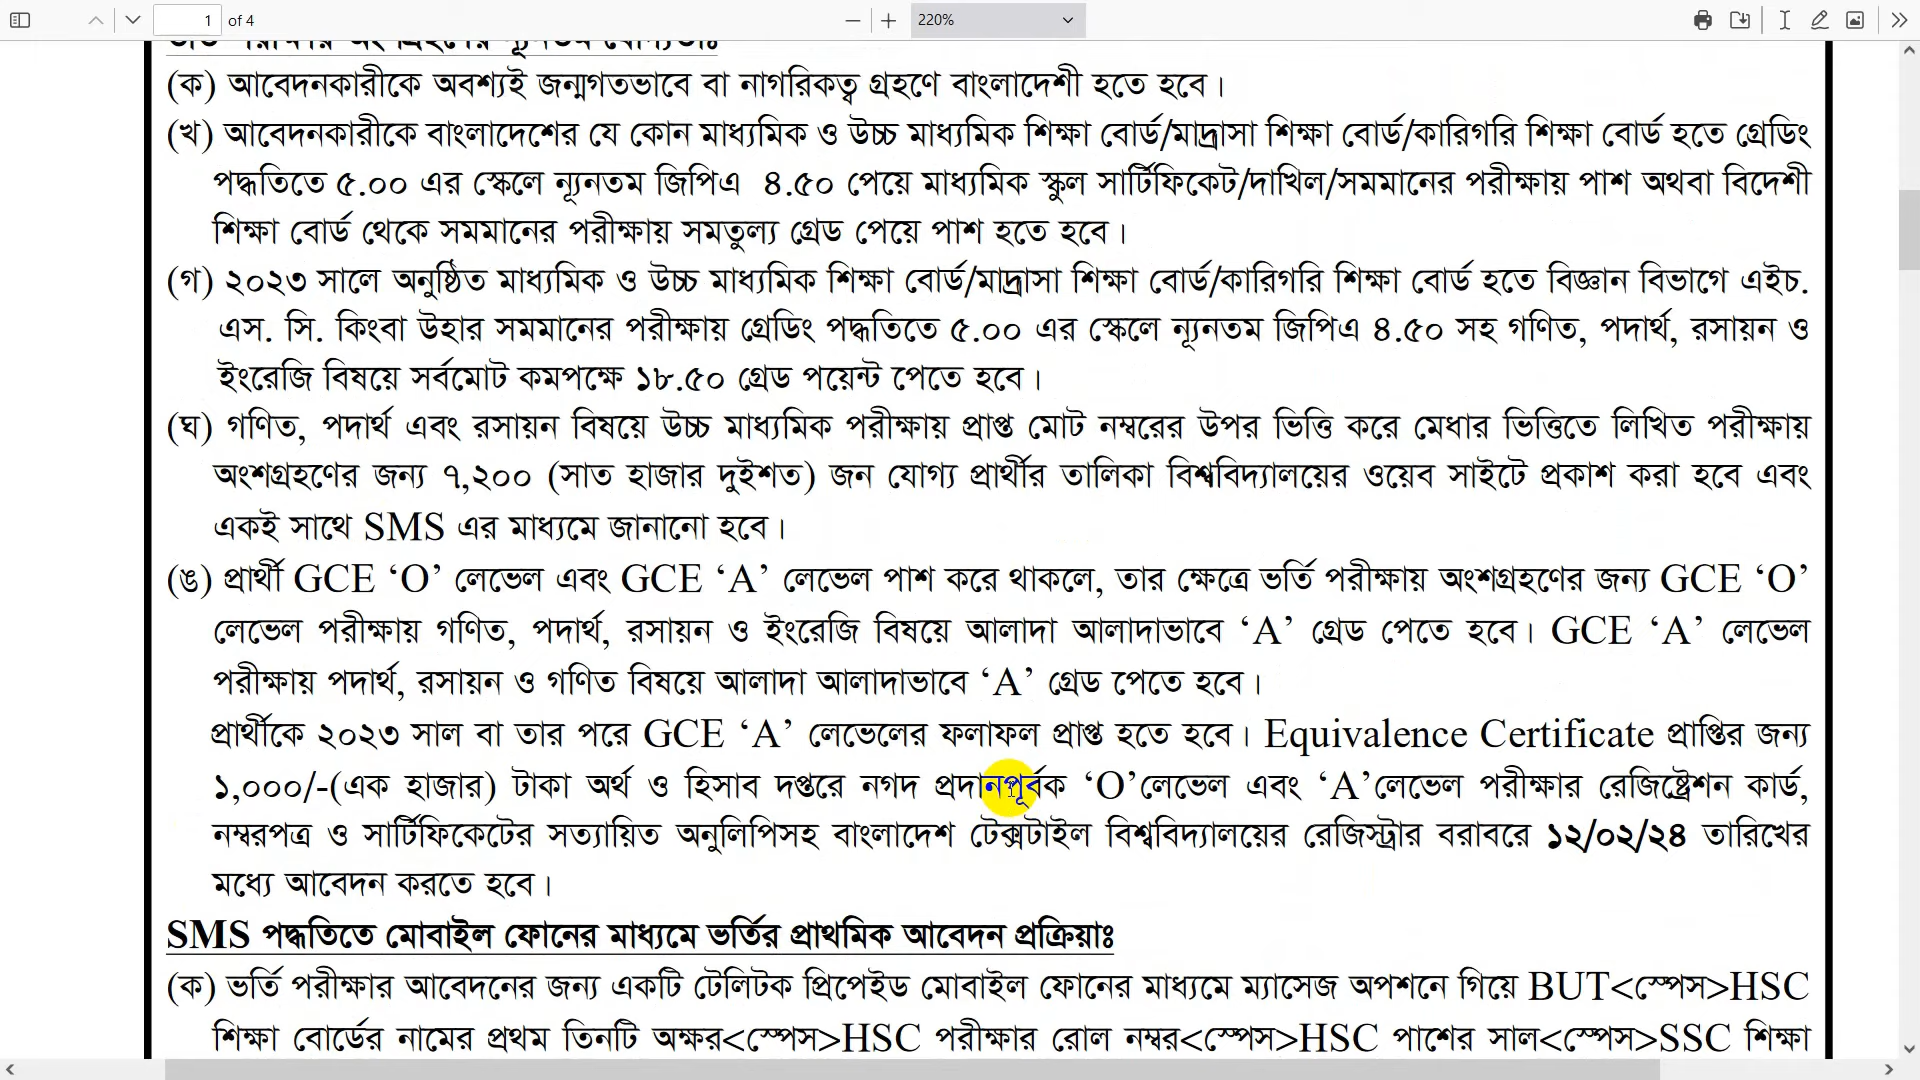 1 of 4 220%
(ক) আবেদনকারীকে অবশ্যই জন্মগতভাবে বা নাগরিকত্ব গ্রহণে বাংলাদেশী হতে হবে।
(খ) আবেদনকারীকে বাংলাদেশের যে কোন মাধ্যমিক ও উচ্চ মাধ্যমিক শিক্ষা বোর্ড/মাদ্রাসা শিক্ষা বোর্ড/কারিগরি শিক্ষা বোর্ড হতে গ্রেডিং
পদ্ধতিতে ৫.০০ এর স্কেলে ন্যূনতম জিপিএ ৪.৫০ পেয়ে মাধ্যমিক স্কুল সার্টিফিকেট/দাখিল/সমমানের পরীক্ষায় পাশ অথবা বিদেশী
শিক্ষা বোর্ড থেকে সমমানের পরীক্ষায় সমতুল্য গ্রেড পেয়ে পাশ হতে হবে।
(গ) ২০২৩ সালে অনুষ্ঠিত মাধ্যমিক ও উচ্চ মাধ্যমিক শিক্ষা বোর্ড/মাদ্রাসা শিক্ষা বোর্ড/কারিগরি শিক্ষা বোর্ড হতে বিজ্ঞান বিভাগে এইচ.
এস. সি. কিংবা উহার সমমানের পরীক্ষায় গ্রেডিং পদ্ধতিতে ৫.০০ এর স্কেলে ন্যূনতম জিপিএ ৪.৫০ সহ গণিত, পদার্থ, রসায়ন ও
ইংরেজি বিষয়ে সর্বমোট কমপক্ষে ১৮.৫০ গ্রেড পয়েন্ট পেতে হবে।
(ঘ) গণিত, পদার্থ এবং রসায়ন বিষয়ে উচ্চ মাধ্যমিক পরীক্ষায় প্রাপ্ত মোট নম্বরের উপর ভিত্তি করে মেধার ভিত্তিতে লিখিত পরীক্ষায়
অংশগ্রহণের জন্য ৭,২০০ (সাত হাজার দুইশত) জন যোগ্য প্রার্থীর তালিকা বিশ্ববিদ্যালয়ের ওয়েব সাইটে প্রকাশ করা হবে এবং
একই সাথে SMS এর মাধ্যমে জানানো হবে।
(ঙ) প্রার্থী GCE ‘O’ লেভেল এবং GCE ‘A’ লেভেল পাশ করে থাকলে, তার ক্ষেত্রে ভর্তি পরীক্ষায় অংশগ্রহণের জন্য GCE ‘O’
লেভেল পরীক্ষায় গণিত, পদার্থ, রসায়ন ও ইংরেজি বিষয়ে আলাদা আলাদাভাবে ‘A’ গ্রেড পেতে হবে। GCE ‘A’ লেভেল
পরীক্ষায় পদার্থ, রসায়ন ও গণিত বিষয়ে আলাদা আলাদাভাবে ‘A’ গ্রেড পেতে হবে।
প্রার্থীকে ২০২৩ সাল বা তার পরে GCE ‘A’ লেভেলের ফলাফল প্রাপ্ত হতে হবে। Equivalence Certificate প্রাপ্তির জন্য
১,০০০/-(এক হাজার) টাকা অর্থ ও হিসাব দপ্তরে নগদ প্রদানপূর্বক ‘O’লেভেল এবং ‘A’লেভেল পরীক্ষার রেজিষ্ট্রেশন কার্ড,
নম্বরপত্র ও সার্টিফিকেটের সত্যায়িত অনুলিপিসহ বাংলাদেশ টেক্সটাইল বিশ্ববিদ্যালয়ের রেজিস্ট্রার বরাবরে ১২/০২/২৪ তারিখের
মধ্যে আবেদন করতে হবে।
SMS পদ্ধতিতে মোবাইল ফোনের মাধ্যমে ভর্তির প্রাথমিক আবেদন প্রক্রিয়াঃ
(ক) ভর্তি পরীক্ষার আবেদনের জন্য একটি টেলিটক প্রিপেইড মোবাইল ফোনের মাধ্যমে ম্যাসেজ অপশনে গিয়ে BUT<স্পেস>HSC
শিক্ষা বোর্ডের নামের প্রথম তিনটি অক্ষর<স্পেস>HSC পরীক্ষার রোল নম্বর<স্পেস>HSC পাশের সাল<স্পেস>SSC শিক্ষা